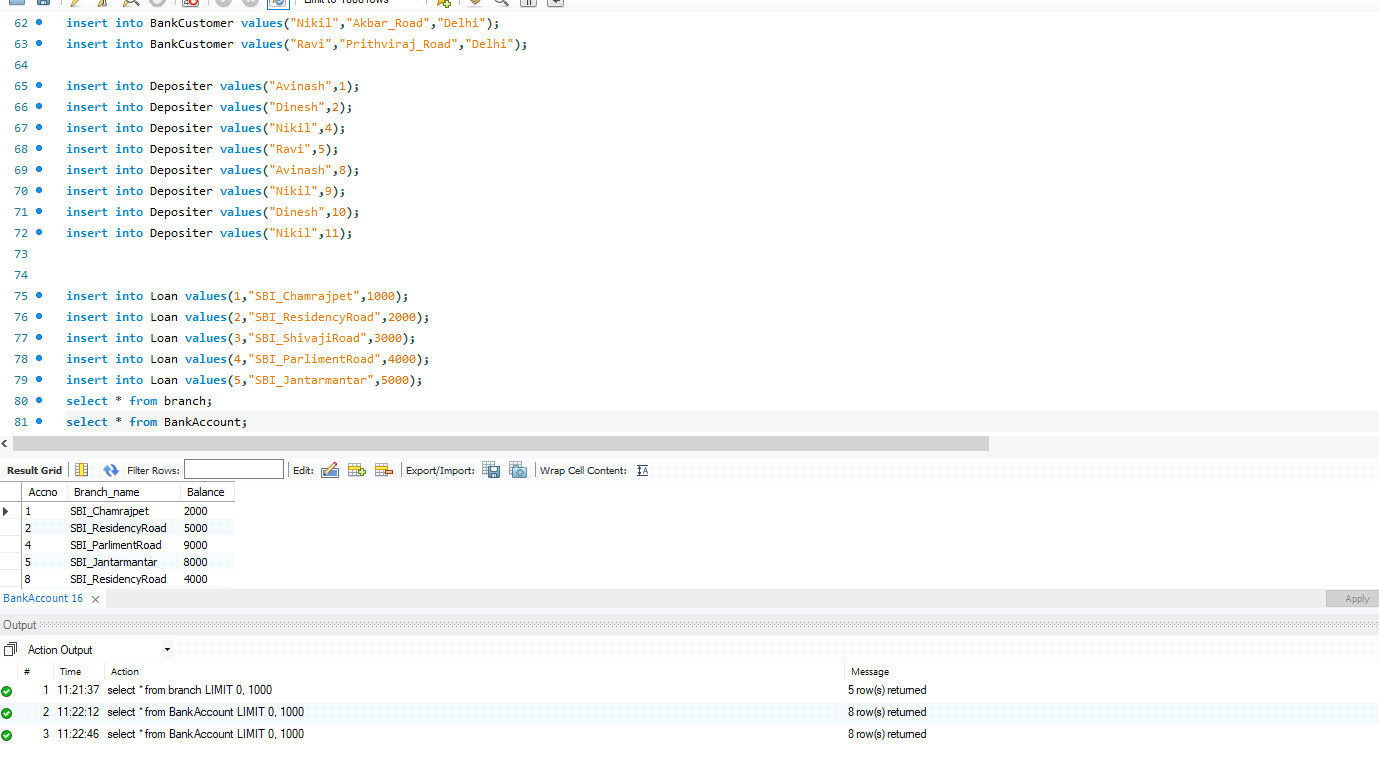 Limit to 1000 rows
62 insert into BankCustomer values("Nikil","Akbar_Road","Delhi");
63 insert into BankCustomer values("Ravi","Prithviraj_Road","Delhi");
64
65 insert into Depositer values("Avinash",1);
66 insert into Depositer values("Dinesh",2);
67 insert into Depositer values("Nikil",4);
68 insert into Depositer values("Ravi",5);
69 insert into Depositer values("Avinash",8);
70 insert into Depositer values("Nikil",9);
71 insert into Depositer values("Dinesh",10);
72 insert into Depositer values("Nikil",11);
73
74
75 insert into Loan values(1,"SBI_Chamrajpet",1000);
76 insert into Loan values(2,"SBI_ResidencyRoad",2000);
77 insert into Loan values(3,"SBI_ShivajiRoad",3000);
78 insert into Loan values(4,"SBI_ParlimentRoad",4000);
79 insert into Loan values(5,"SBI_Jantarmantar",5000);
80 select * from branch;
81 select * from BankAccount;
Result Grid Filter Rows: Edit: Export/Import: Wrap Cell Content:
Accno Branch_name Balance
1 SBI_Chamrajpet 2000
2 SBI_ResidencyRoad 5000
4 SBI_ParlimentRoad 9000
5 SBI_Jantarmantar 8000
8 SBI_ResidencyRoad 4000
BankAccount 16 Apply
Output
Action Output
# Time Action Message
1 11:21:37 select * from branch LIMIT 0, 1000 5 row(s) returned
2 11:22:12 select * from BankAccount LIMIT 0, 1000 8 row(s) returned
3 11:22:46 select * from BankAccount LIMIT 0, 1000 8 row(s) returned